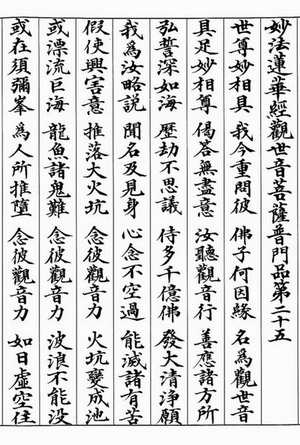 妙法蓮華經觀世音菩薩普門品第二十五
世尊妙相具 我今重問彼 佛子何因緣 名為觀世音
具足妙相尊 偈答無盡意 汝聽觀音行 善應諸方所
弘誓深如海 歷劫不思議 侍多千億佛 發大清淨願
我為汝略說 聞名及見身 心念不空過 能滅諸有苦
假使興害意 推落大火坑 念彼觀音力 火坑變成池
或漂流巨海 龍魚諸鬼難 念彼觀音力 波浪不能没
或在須彌峯 為人所推墮 念彼觀音力 如日虛空住